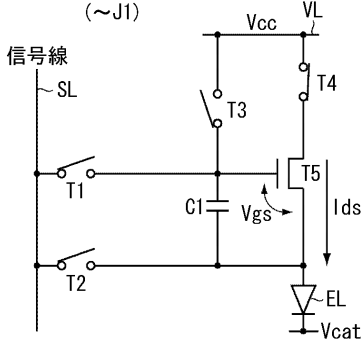 (～J1)
VL
Vcc
信号線
SL
T4
T3
T1
T5
C1
Vgs
Ids
T2
EL
Vcat